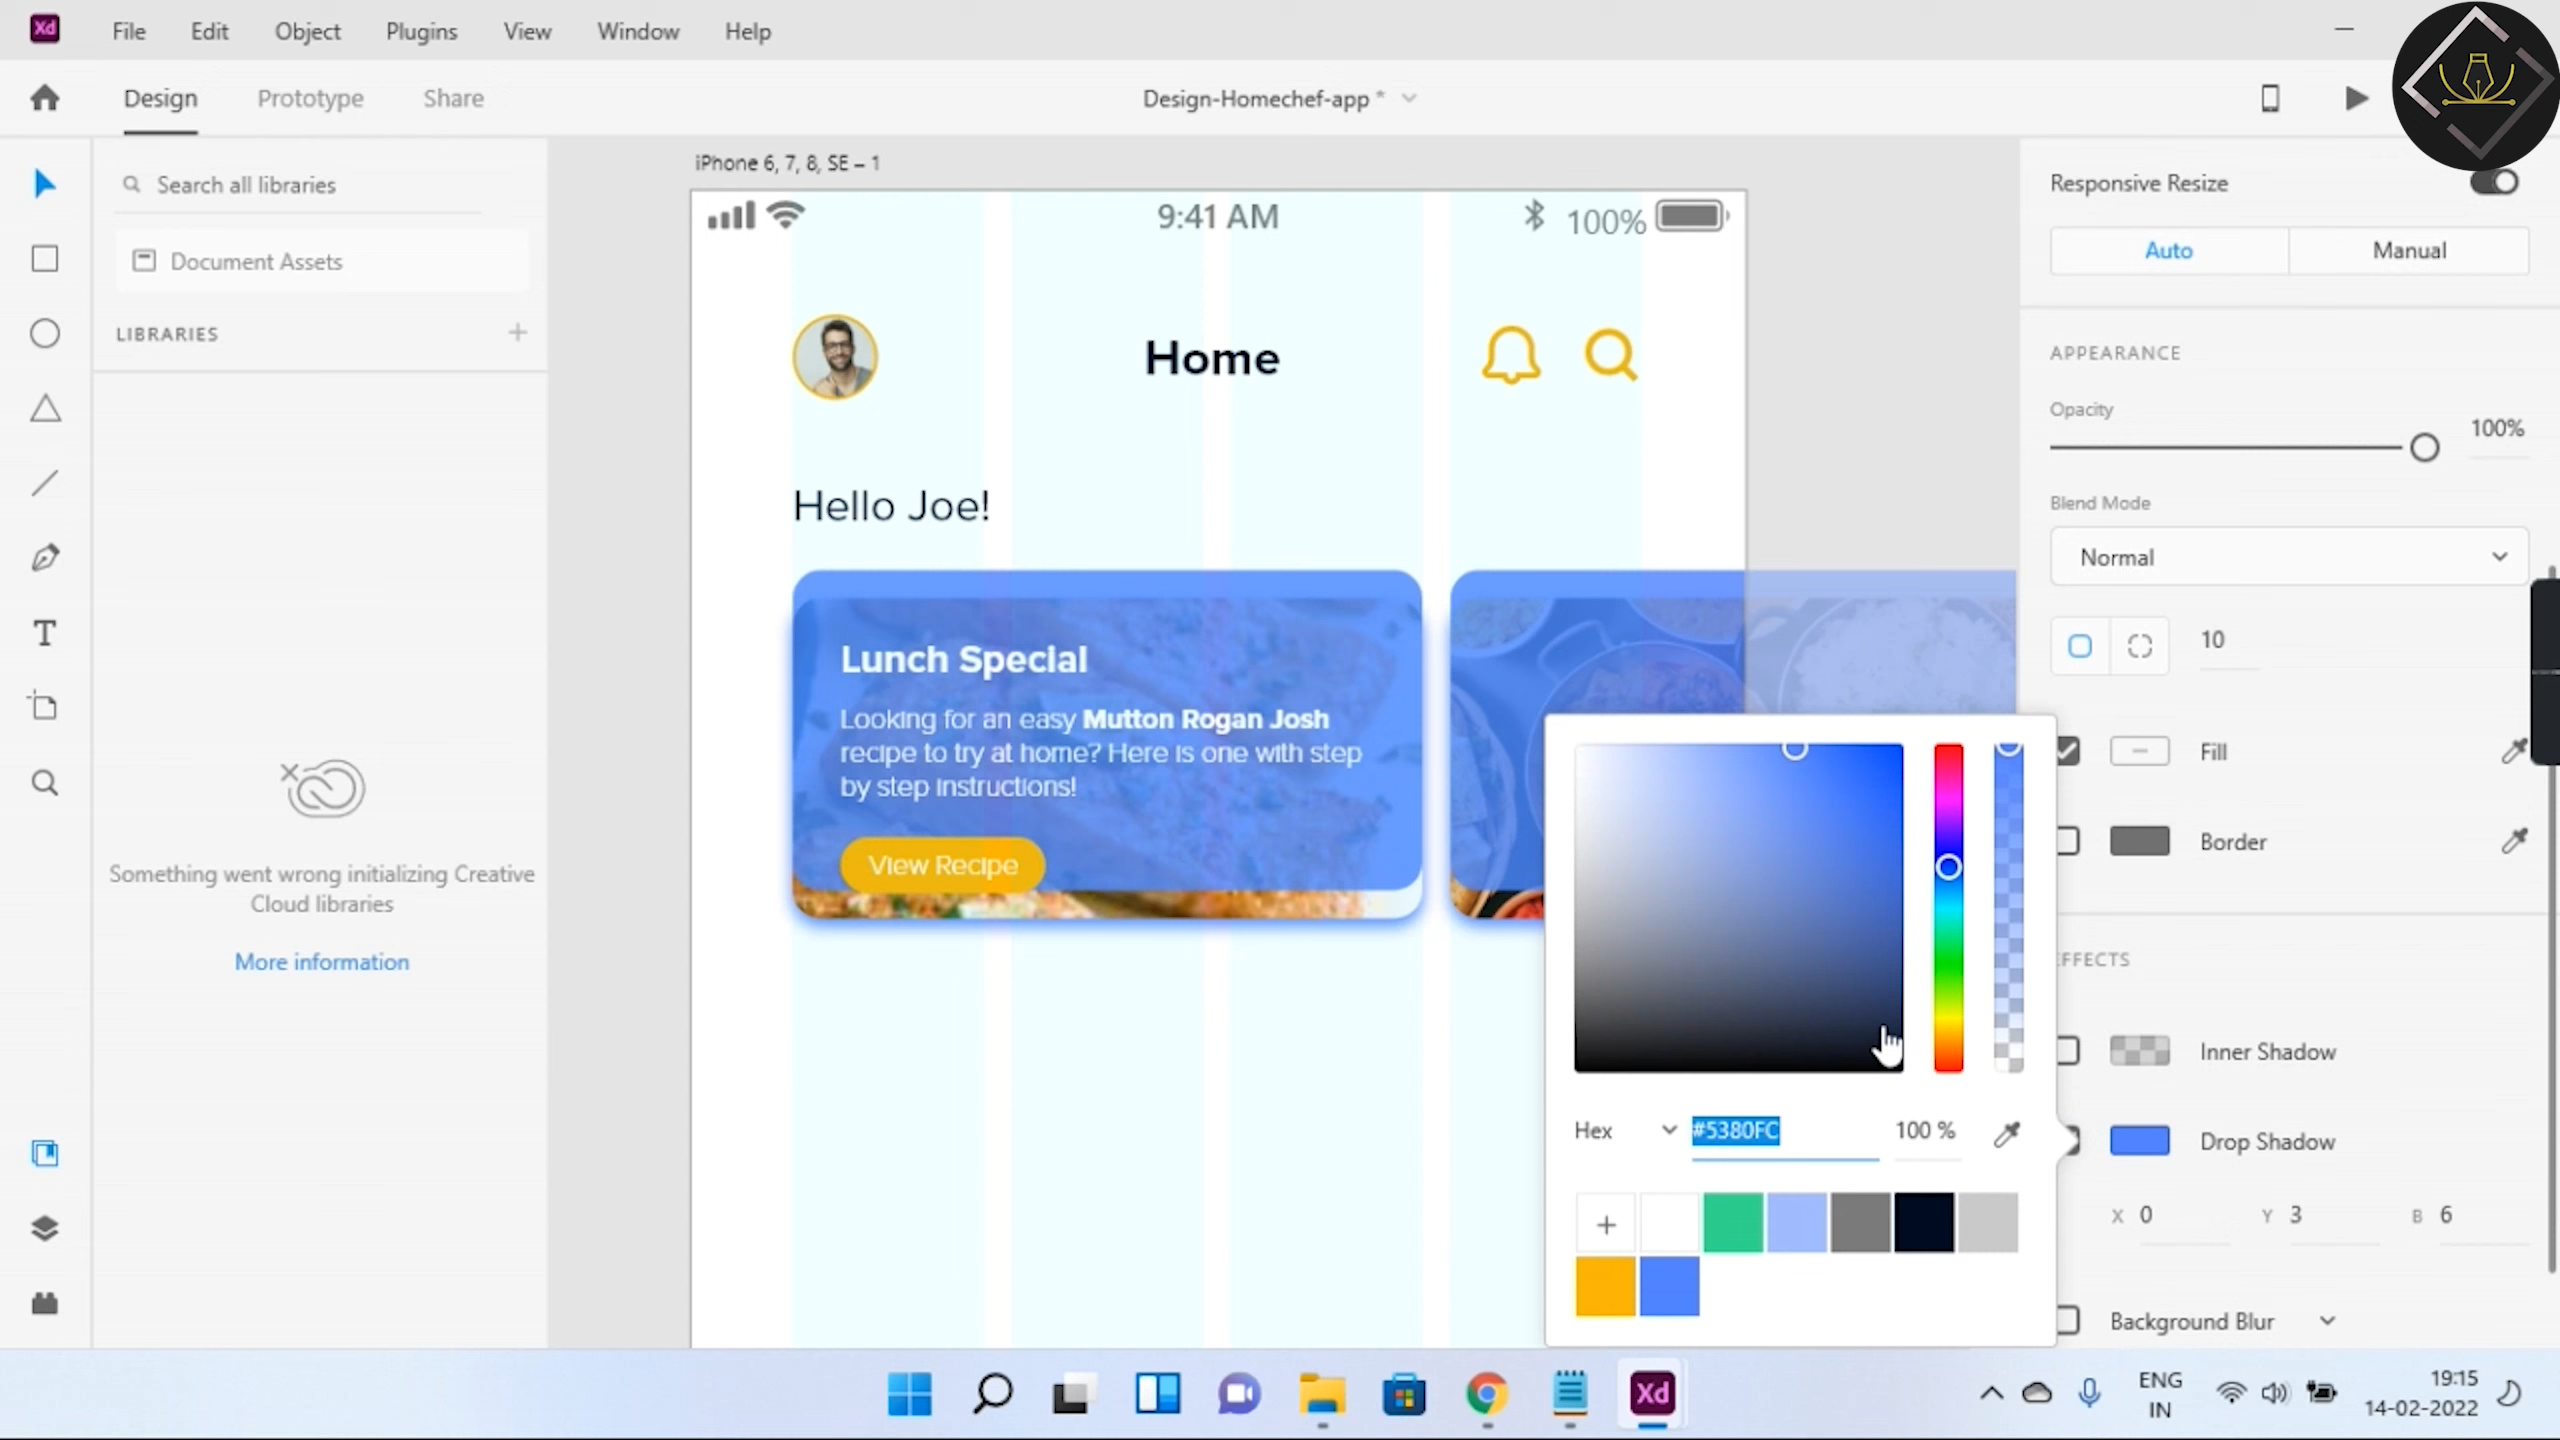 Xd File Edit Object Plugins View Window Help
Design Prototype Share
Design-Homechef-app *
Search all libraries
Document Assets
LIBRARIES +
Something went wrong initializing Creative
Cloud libraries
More information
iPhone 6, 7, 8, SE – 1
9:41 AM
100%
Home
Hello Joe!
Lunch Special
Looking for an easy Mutton Rogan Josh
recipe to try at home? Here is one with step
by step instructions!
View Recipe
Hex #5380FC 100 %
+
Responsive Resize
Auto Manual
APPEARANCE
Opacity
100%
Blend Mode
Normal
10
Fill
Border
EFFECTS
Inner Shadow
Drop Shadow
X 0 Y 3 B 6
Background Blur
Xd
ENG
IN
19:15
14-02-2022